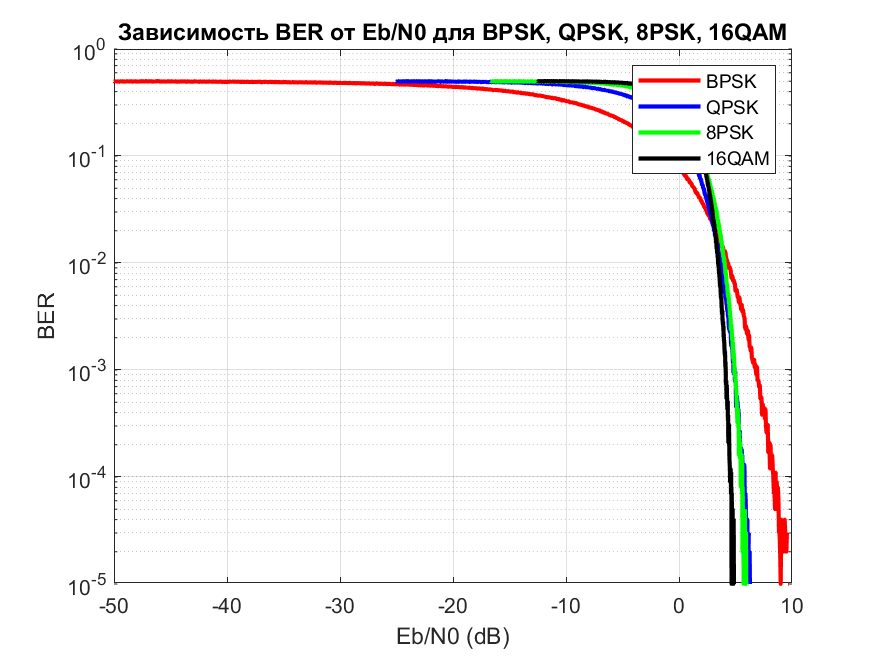 Зависимость BER от Eb/N0 для BPSK, QPSK, 8PSK, 16QAM
10^0
10^-1
10^-2
10^-3
10^-4
10^-5
BER
BPSK
QPSK
8PSK
16QAM
-50 -40 -30 -20 -10 0 10
Eb/N0 (dB)